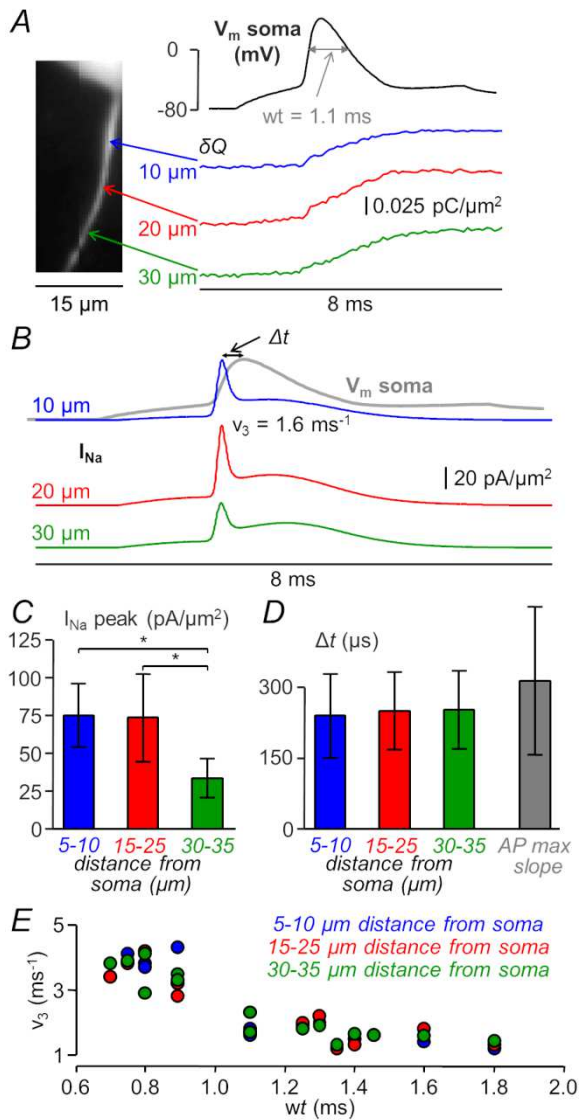 A
V_m soma
(mV)
0
-80
wt = 1.1 ms
δQ
10 µm
20 µm
30 µm
0.025 pC/µm²
15 µm
8 ms
B
Δt
V_m soma
10 µm
v₃ = 1.6 ms⁻¹
I_Na
20 µm
20 pA/µm²
30 µm
8 ms
C
I_Na peak (pA/µm²)
*
*
125
100
75
50
25
0
5-10 15-25 30-35
distance from
soma (µm)
D
Δt (µs)
300
150
0
5-10 15-25 30-35
distance from
soma (µm)
AP max
slope
E
5-10 µm distance from soma
15-25 µm distance from soma
30-35 µm distance from soma
v₃ (ms⁻¹)
5
3
1
0.6 0.8 1.0 1.2 1.4 1.6 1.8 2.0
wt (ms)